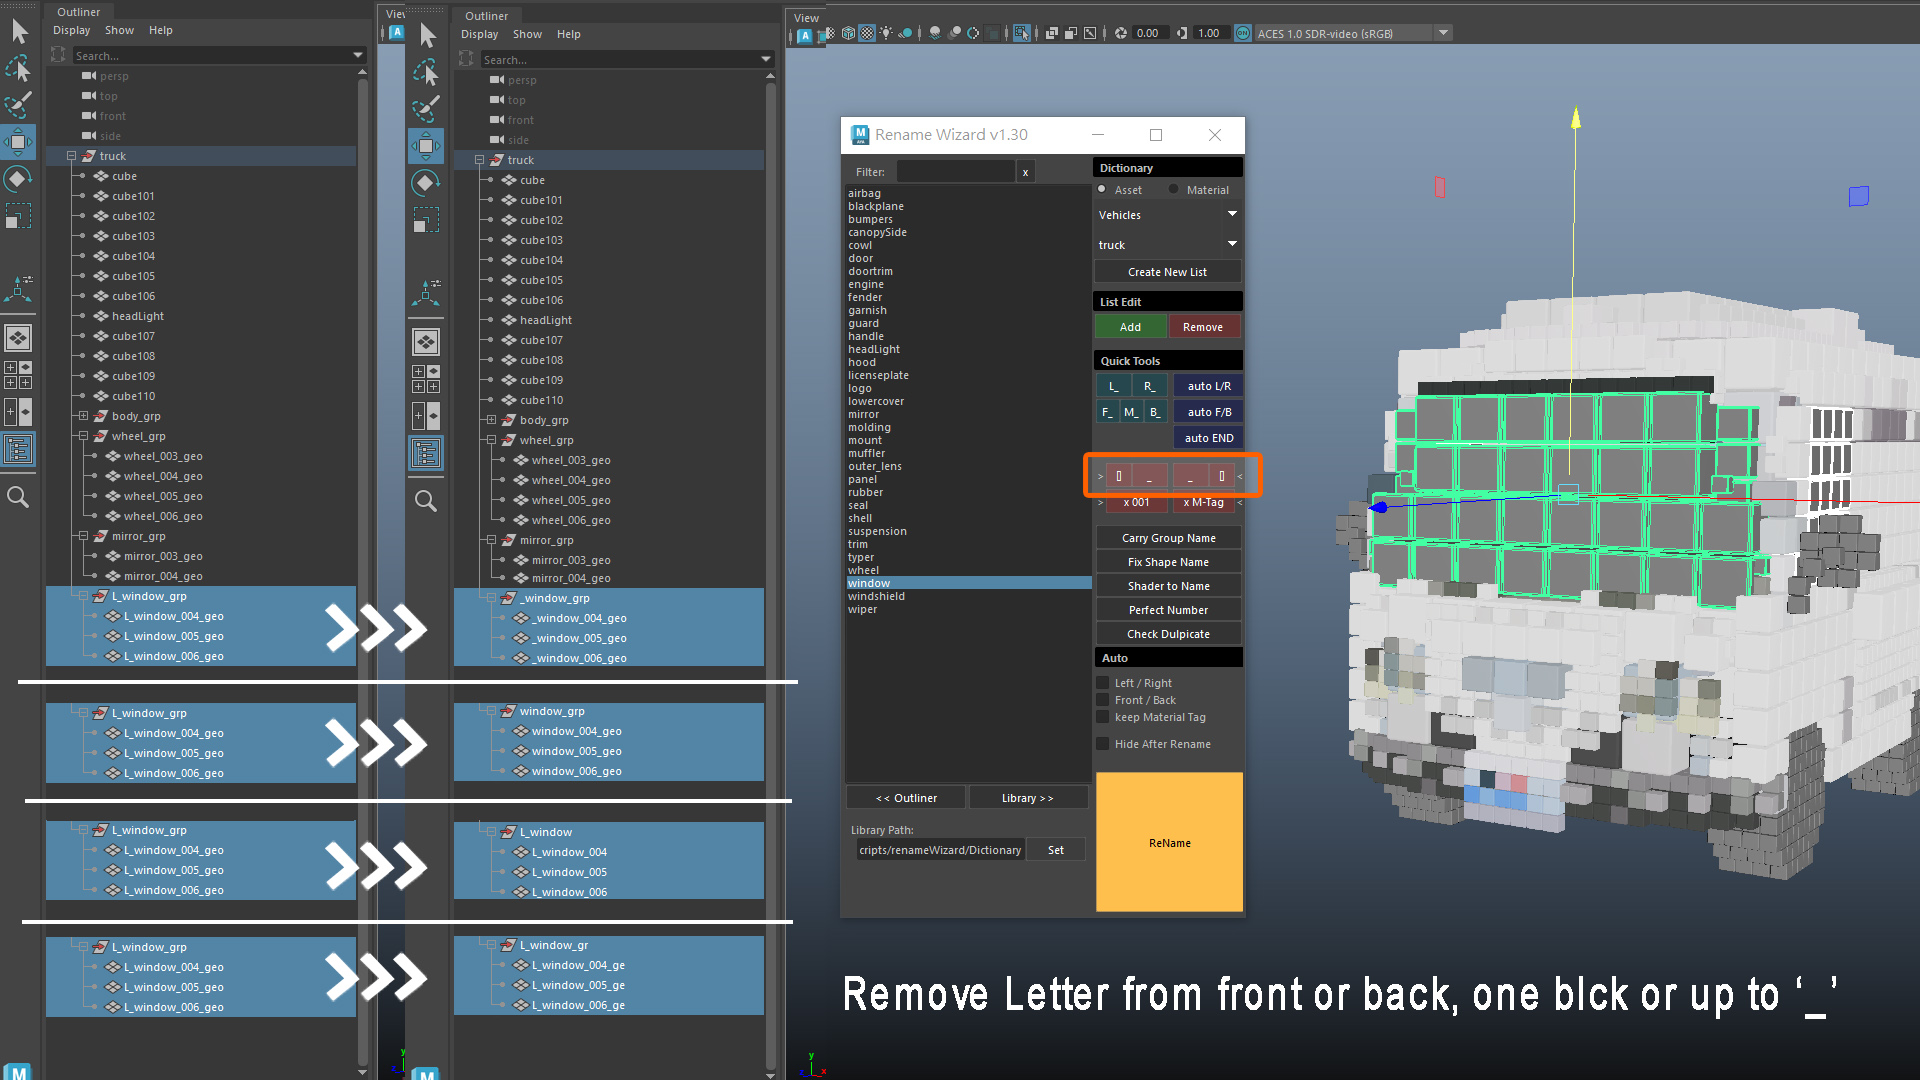 Outliner
Display Show Help
Search...
persp
top
front
side
truck
cube
cube101
cube102
cube103
cube104
cube105
cube106
headLight
cube107
cube108
cube109
cube110
body_grp
wheel_grp
wheel_003_geo
wheel_004_geo
wheel_005_geo
wheel_006_geo
mirror_grp
mirror_003_geo
mirror_004_geo
L_window_grp
L_window_004_geo
L_window_005_geo
L_window_006_geo
L_window_grp
L_window_004_geo
L_window_005_geo
L_window_006_geo
L_window_grp
L_window_004_geo
L_window_005_geo
L_window_006_geo
L_window_grp
L_window_004_geo
L_window_005_geo
L_window_006_geo
M
View
A
Outliner
Display Show Help
Search...
persp
top
front
side
truck
cube
cube101
cube102
cube103
cube104
cube105
cube106
headLight
cube107
cube108
cube109
cube110
body_grp
wheel_grp
wheel_003_geo
wheel_004_geo
wheel_005_geo
wheel_006_geo
mirror_grp
mirror_003_geo
mirror_004_geo
_window_grp
_window_004_geo
_window_005_geo
_window_006_geo
window_grp
window_004_geo
window_005_geo
window_006_geo
L_window
L_window_004
L_window_005
L_window_006
L_window_gr
L_window_004_ge
L_window_005_ge
L_window_006_ge
M
y
View
A
0.00 1.00 ON ACES 1.0 SDR-video (sRGB)
M
Rename Wizard v1.30
Filter: x
airbag
blackplane
bumpers
canopySide
cowl
door
doortrim
engine
fender
garnish
guard
handle
headLight
hood
licenseplate
logo
lowercover
mirror
molding
mount
muffler
outer_lens
panel
rubber
seal
shell
suspension
trim
typer
wheel
window
windshield
wiper
<< Outliner Library >>
Library Path:
cripts/renameWizard/Dictionary Set
Dictionary
Asset Material
Vehicles
truck
Create New List
List Edit
Add Remove
Quick Tools
L_ R_ auto L/R
F_ M_ B_ auto F/B
auto END
> [] _ _ [] <
> x 001 x M-Tag <
Carry Group Name
Fix Shape Name
Shader to Name
Perfect Number
Check Dulpicate
Auto
Left / Right
Front / Back
keep Material Tag
Hide After Rename
ReName
Remove Letter from front or back, one blck or up to ‘_’
y
x